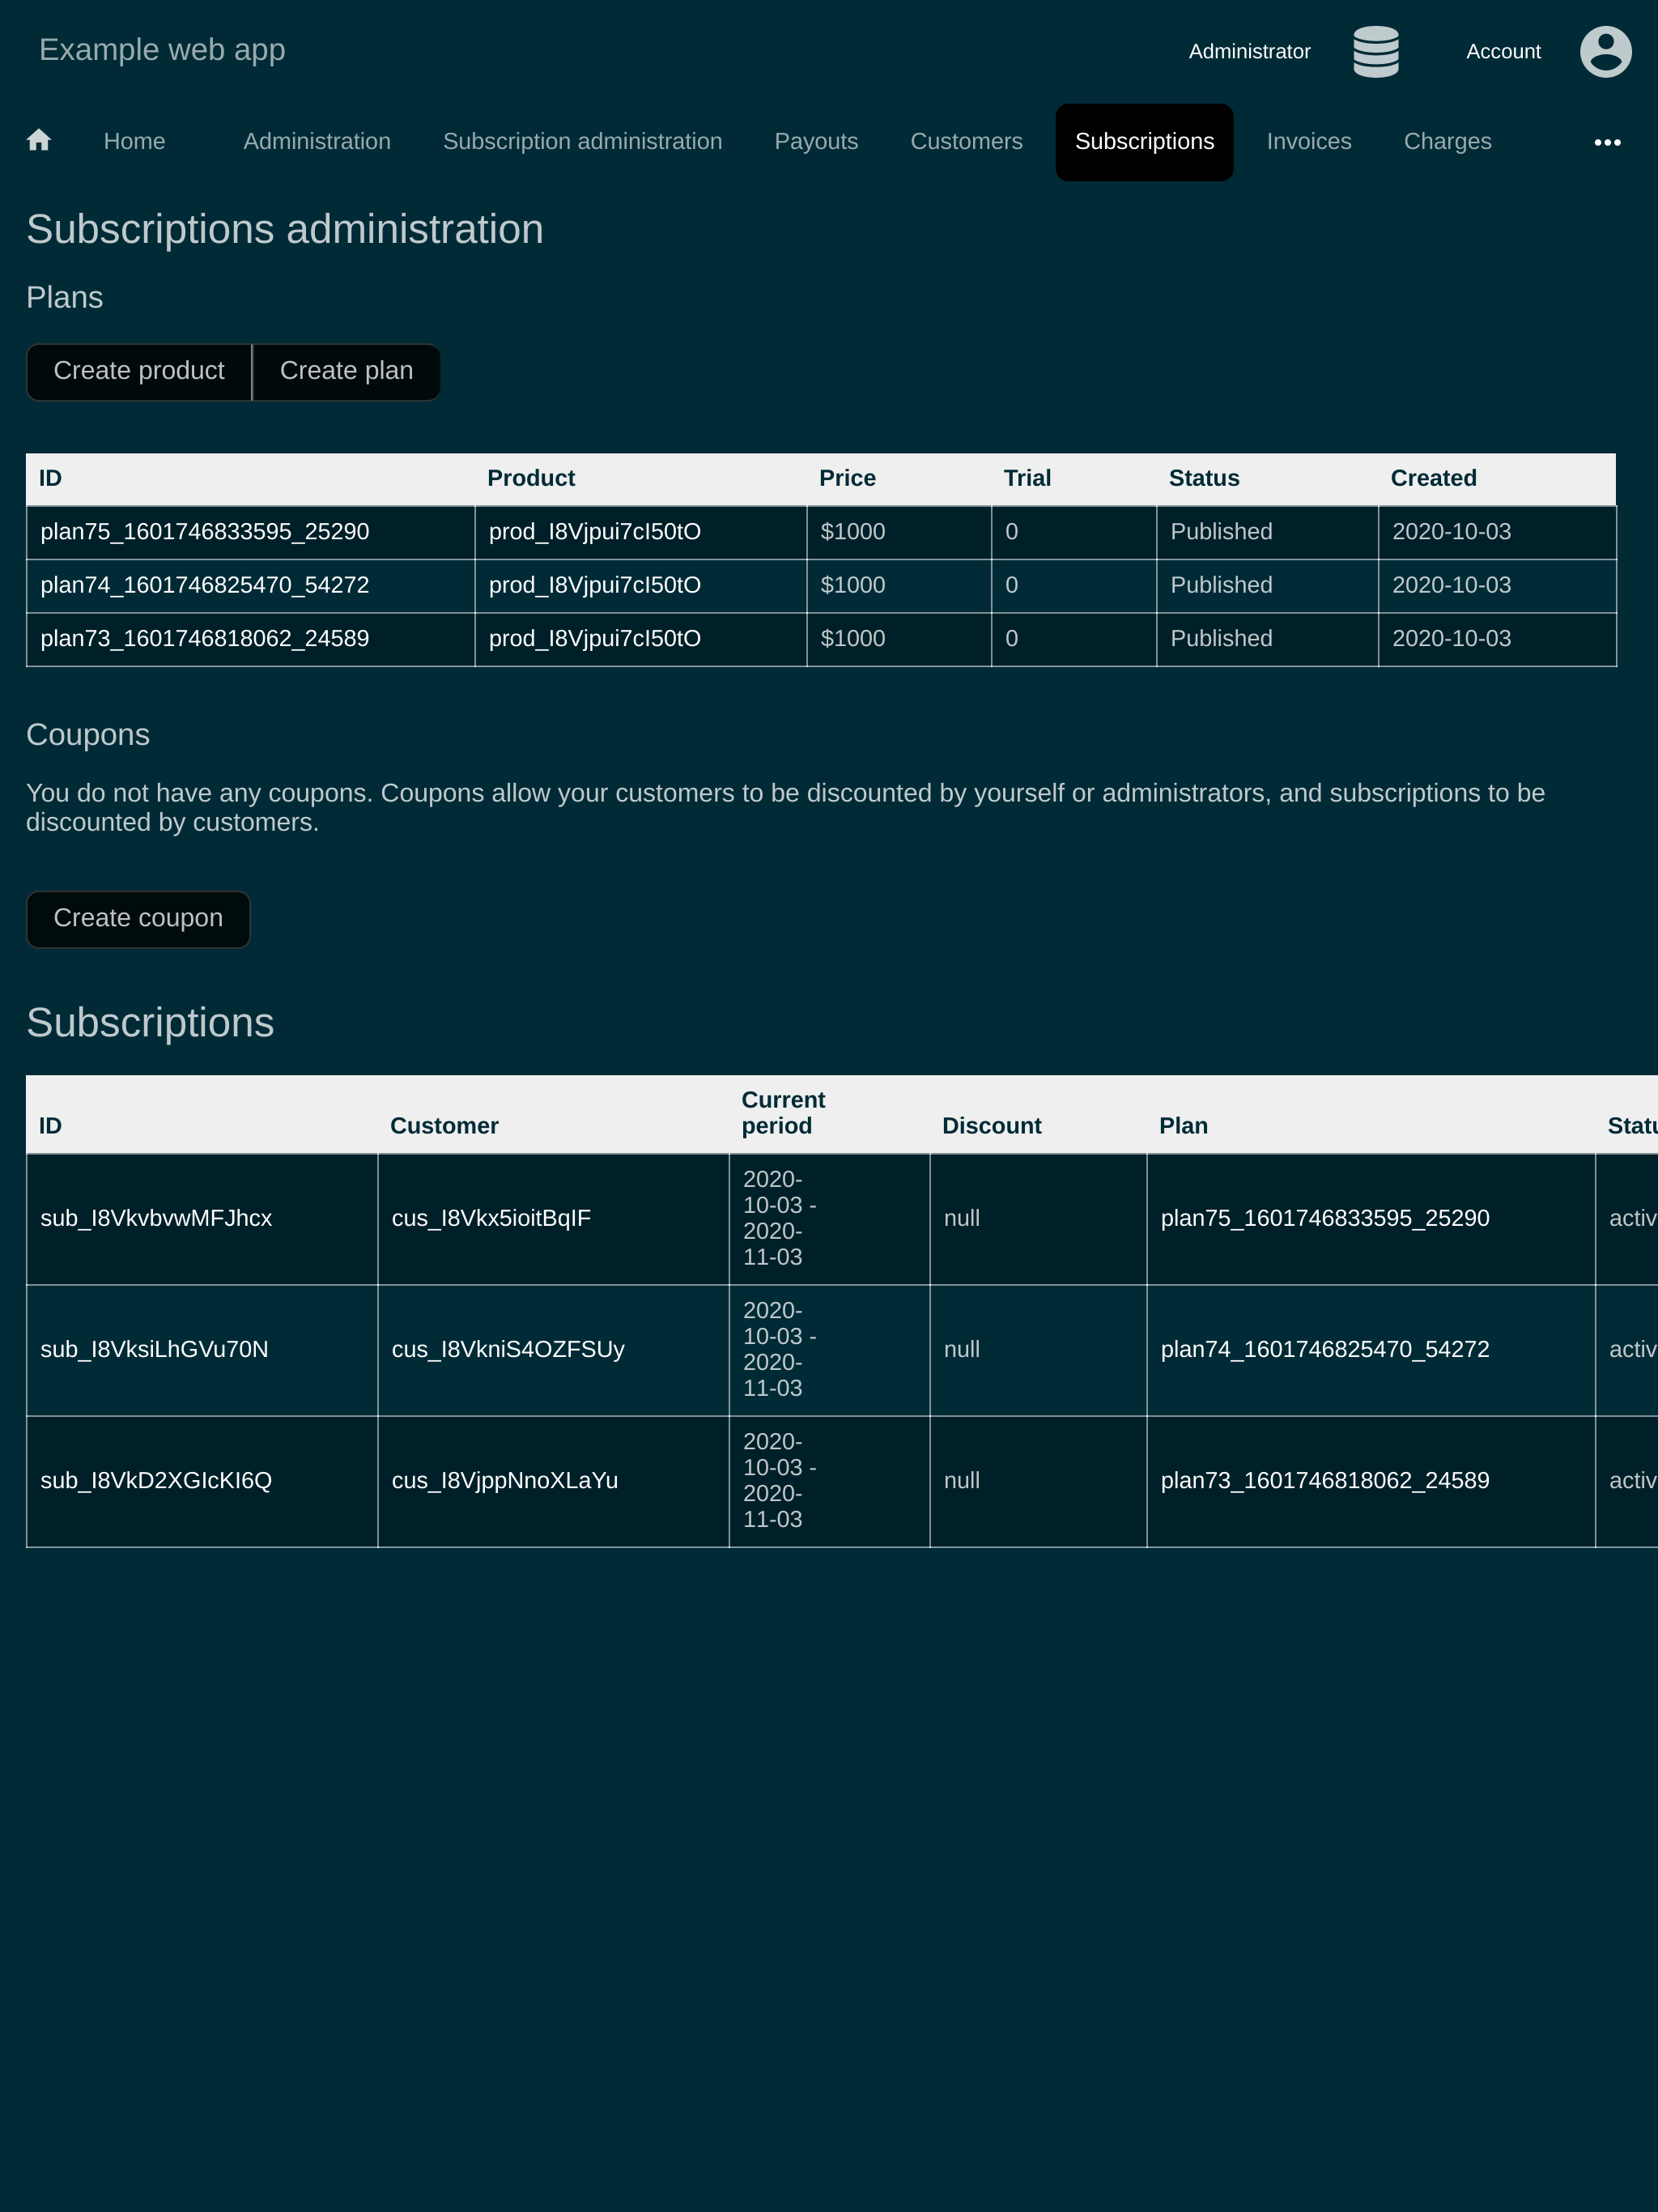 Example web app
Administrator Account
Home Administration Subscription administration Payouts Customers Subscriptions Invoices Charges
Subscriptions administration
Plans
Create product Create plan
ID Product Price Trial Status Created
plan75_1601746833595_25290 prod_I8Vjpui7cI50tO $1000 0 Published 2020-10-03
plan74_1601746825470_54272 prod_I8Vjpui7cI50tO $1000 0 Published 2020-10-03
plan73_1601746818062_24589 prod_I8Vjpui7cI50tO $1000 0 Published 2020-10-03
Coupons
You do not have any coupons. Coupons allow your customers to be discounted by yourself or administrators, and subscriptions to be
discounted by customers.
Create coupon
Subscriptions
ID Customer Current
period Discount Plan Statu
sub_I8VkvbvwMFJhcx cus_I8Vkx5ioitBqIF 2020-
10-03 -
2020-
11-03 null plan75_1601746833595_25290 activ
sub_I8VksiLhGVu70N cus_I8VkniS4OZFSUy 2020-
10-03 -
2020-
11-03 null plan74_1601746825470_54272 activ
sub_I8VkD2XGIcKI6Q cus_I8VjppNnoXLaYu 2020-
10-03 -
2020-
11-03 null plan73_1601746818062_24589 activ